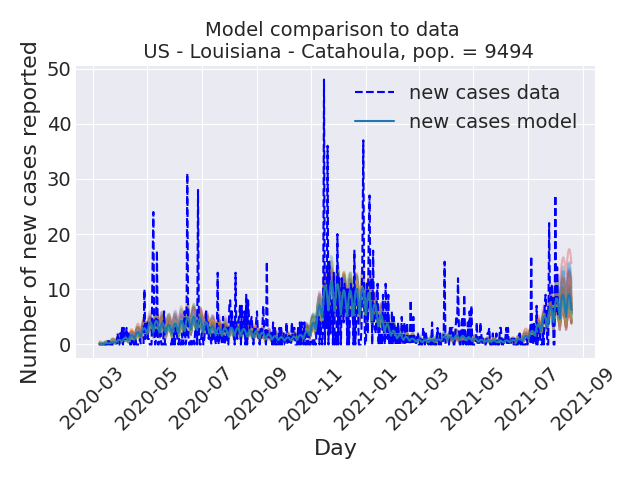 Model comparison to data
US - Louisiana - Catahoula, pop. = 9494
Number of new cases reported
50
40
30
20
10
0
new cases data
new cases model
2020-03
2020-05
2020-07
2020-09
2020-11
2021-01
2021-03
2021-05
2021-07
2021-09
Day